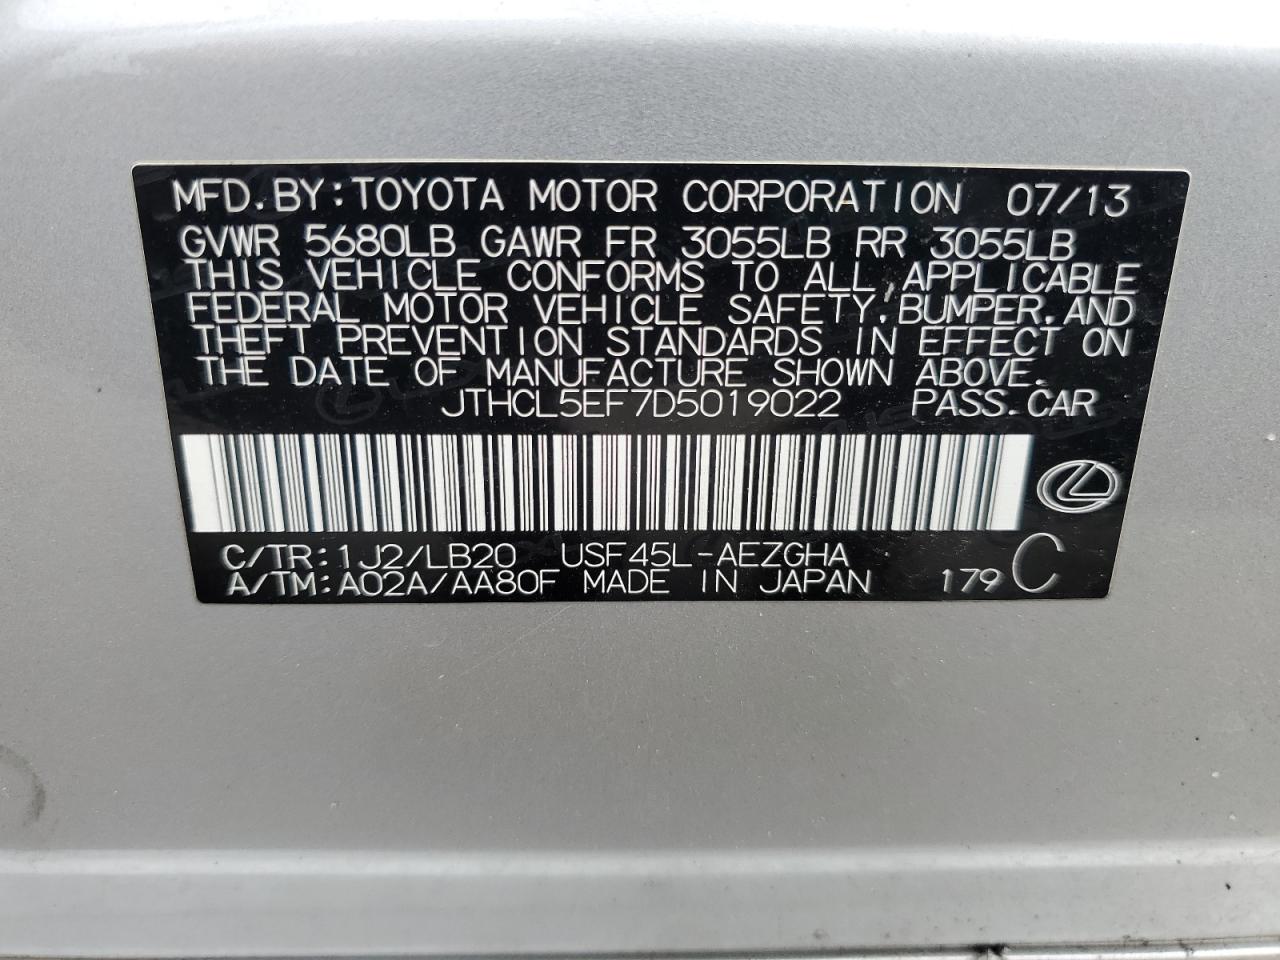 MFD.BY:TOYOTA MOTOR CORPORATION 07/13
GVWR 5680LB GAWR FR 3055LB RR 3055LB
THIS VEHICLE CONFORMS TO ALL APPLICABLE
FEDERAL MOTOR VEHICLE SAFETY, BUMPER, AND
THEFT PREVENTION STANDARDS IN EFFECT ON
THE DATE OF MANUFACTURE SHOWN ABOVE.
JTHCL5EF7D5019022 PASS.CAR
C/TR:1J2/LB20 USF45L-AEZGHA
A/TM:A02A/AA80F MADE IN JAPAN 179 C